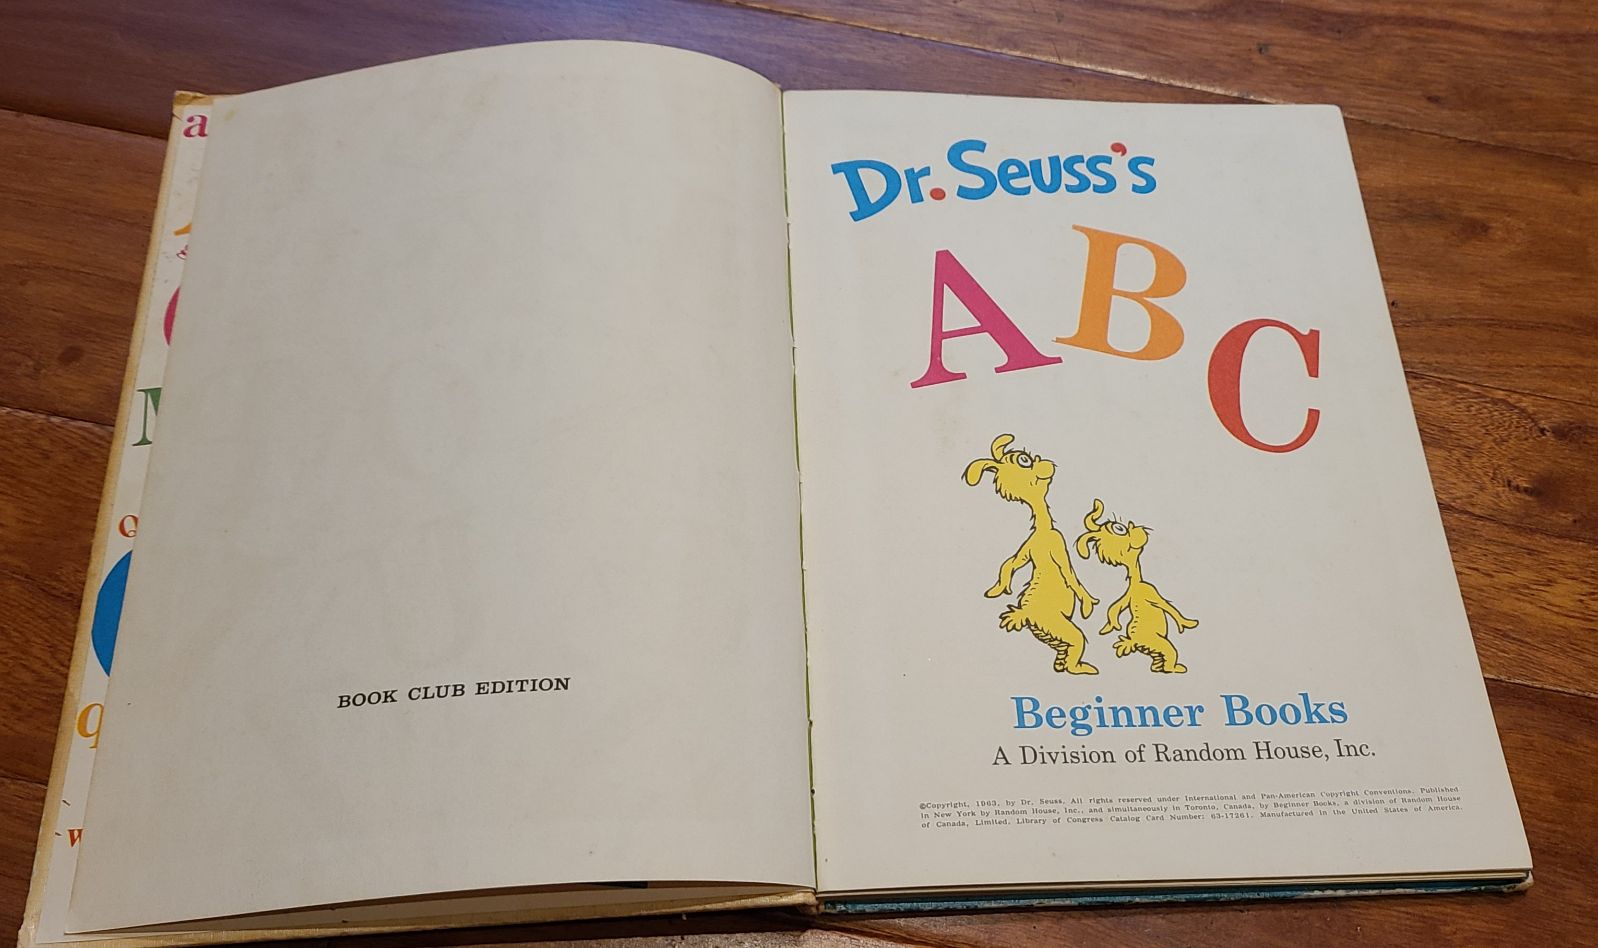 a
Q
q
W
BOOK CLUB EDITION
Dr. Seuss's
A B C
Beginner Books
A Division of Random House, Inc.
©Copyright, 1963, by Dr. Seuss. All rights reserved under International and Pan-American Copyright Conventions. Published
in New York by Random House, Inc., and simultaneously in Toronto, Canada, by Beginner Books, a division of Random House
of Canada, Limited. Library of Congress Catalog Card Number: 63-17261. Manufactured in the United States of America.